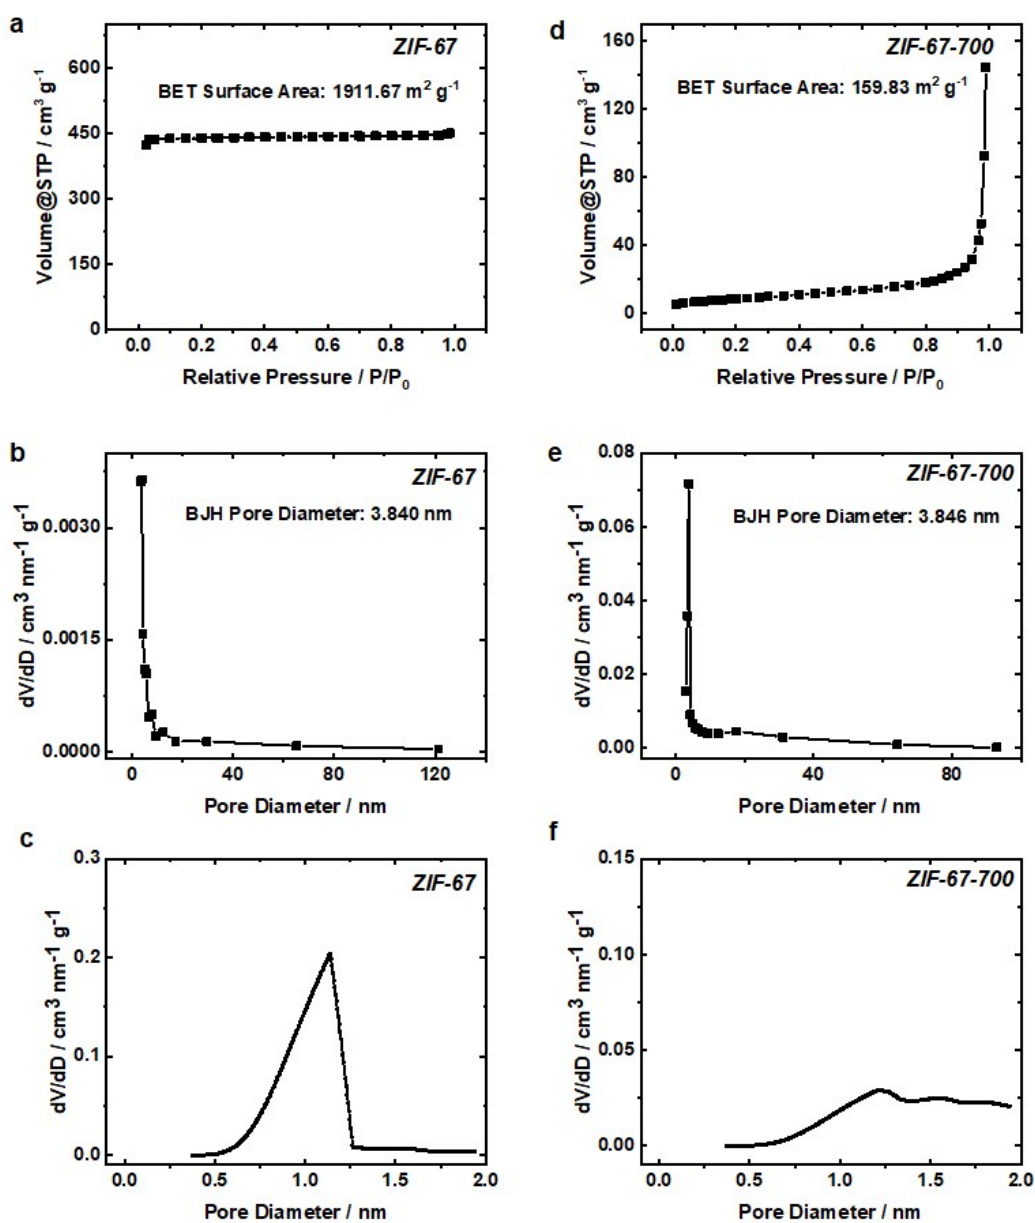 a
ZIF-67
BET Surface Area: 1911.67 m² g⁻¹
Volume@STP / cm³ g⁻¹
600
450
300
150
0
0.0 0.2 0.4 0.6 0.8 1.0
Relative Pressure / P/P₀
d
ZIF-67-700
BET Surface Area: 159.83 m² g⁻¹
Volume@STP / cm³ g⁻¹
160
120
80
40
0
0.0 0.2 0.4 0.6 0.8 1.0
Relative Pressure / P/P₀
b
ZIF-67
BJH Pore Diameter: 3.840 nm
dV/dD / cm³ nm⁻¹ g⁻¹
0.0030
0.0015
0.0000
0 40 80 120
Pore Diameter / nm
e
ZIF-67-700
BJH Pore Diameter: 3.846 nm
dV/dD / cm³ nm⁻¹ g⁻¹
0.08
0.06
0.04
0.02
0.00
0 40 80
Pore Diameter / nm
c
ZIF-67
dV/dD / cm³ nm⁻¹ g⁻¹
0.3
0.2
0.1
0.0
0.0 0.5 1.0 1.5 2.0
Pore Diameter / nm
f
ZIF-67-700
dV/dD / cm³ nm⁻¹ g⁻¹
0.15
0.10
0.05
0.00
0.0 0.5 1.0 1.5 2.0
Pore Diameter / nm